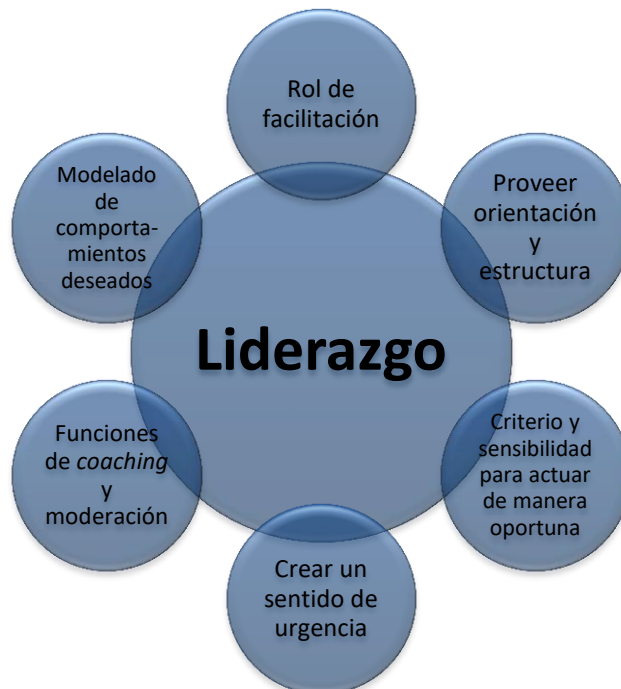 Rol de
facilitación
Proveer
orientación
y
estructura
Criterio y
sensibilidad
para actuar
de manera
oportuna
Crear un
sentido de
urgencia
Funciones
de coaching
y
moderación
Modelado
de
comporta-
mientos
deseados
Liderazgo